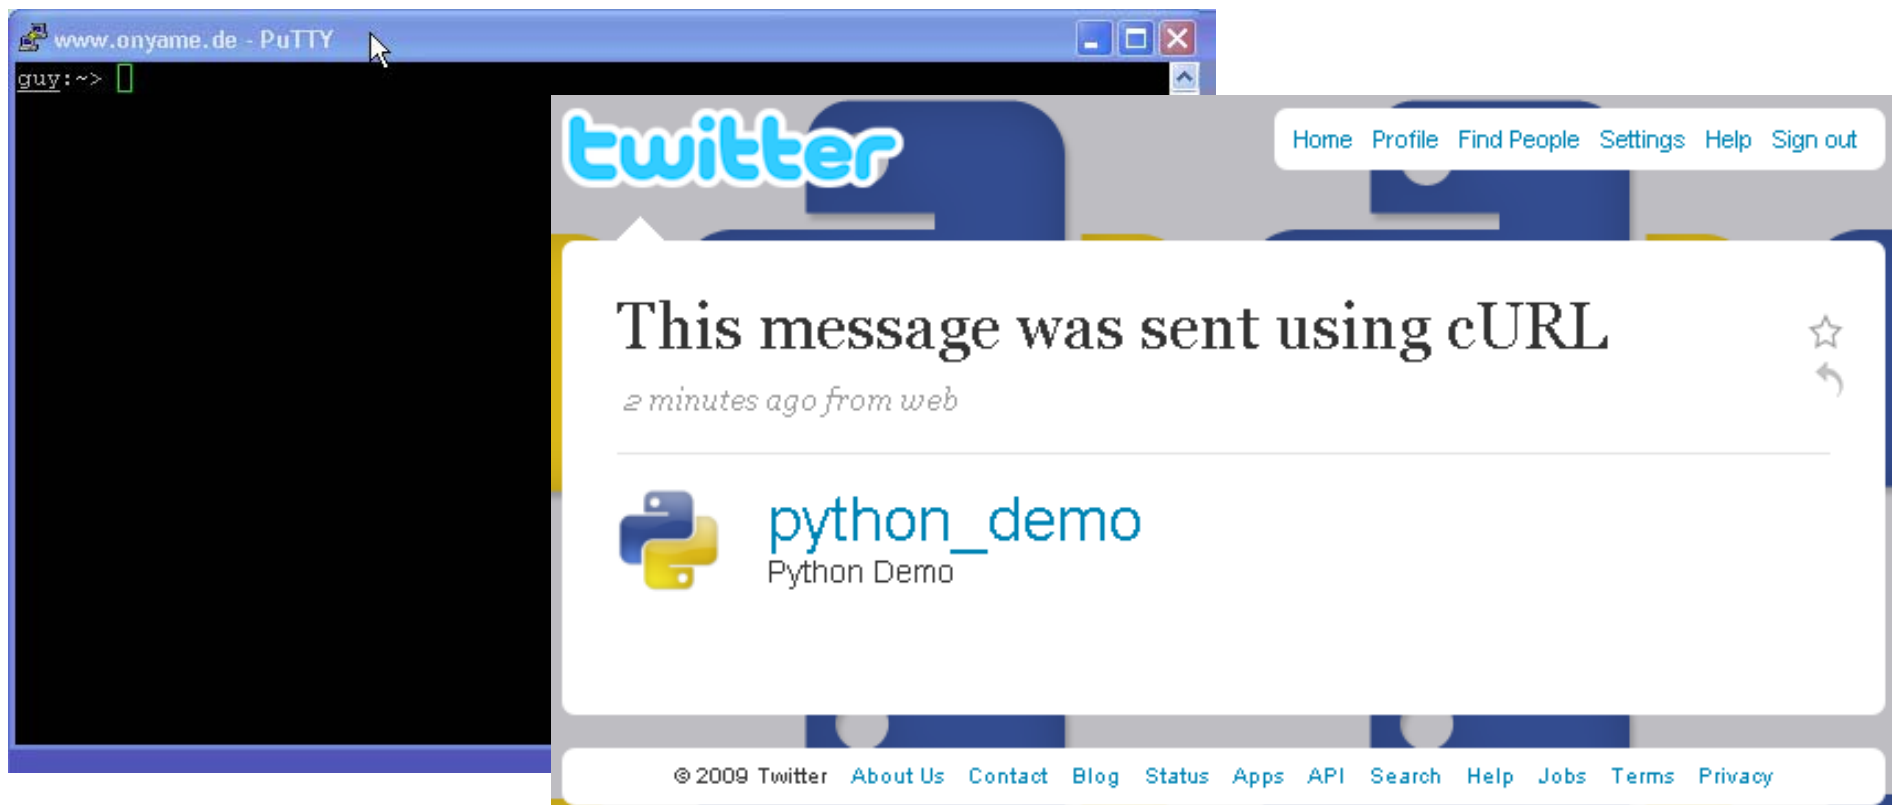 www.onyame.de - PuTTY
guy:~>
twitter
Home Profile Find People Settings Help Sign out
This message was sent using cURL
2 minutes ago from web
python_demo
Python Demo
© 2009 Twitter About Us Contact Blog Status Apps API Search Help Jobs Terms Privacy